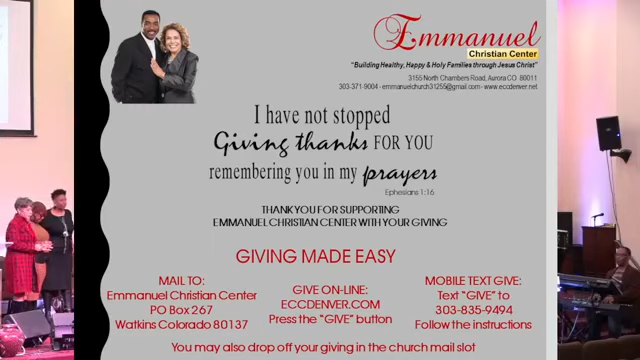 Emmanuel
Christian Center
"Building Healthy, Happy & Holy Families through Jesus Christ"
3155 North Chambers Road, Aurora CO 80011
303-371-9004 - emmanuelchurch31255@gmail.com - www.eccdenver.net
I have not stopped
Giving thanks FOR YOU
remembering you in my prayers
Ephesians 1:16
THANK YOU FOR SUPPORTING
EMMANUEL CHRISTIAN CENTER WITH YOUR GIVING
GIVING MADE EASY
MAIL TO:
Emmanuel Christian Center
PO Box 267
Watkins Colorado 80137
GIVE ON-LINE:
ECCDENVER.COM
Press the "GIVE" button
MOBILE TEXT GIVE:
Text "GIVE" to
303-835-9494
Follow the instructions
You may also drop off your giving in the church mail slot